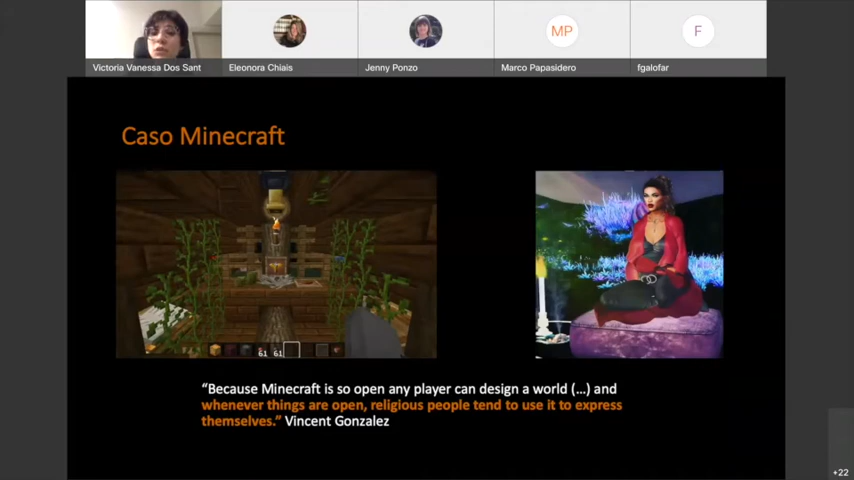 Victoria Vanessa Dos Sant
Eleonora Chiais
Jenny Ponzo
MP
Marco Papasidero
F
fgalofar
Caso Minecraft
61 61
“Because Minecraft is so open any player can design a world (...) and
whenever things are open, religious people tend to use it to express
themselves.” Vincent Gonzalez
+22